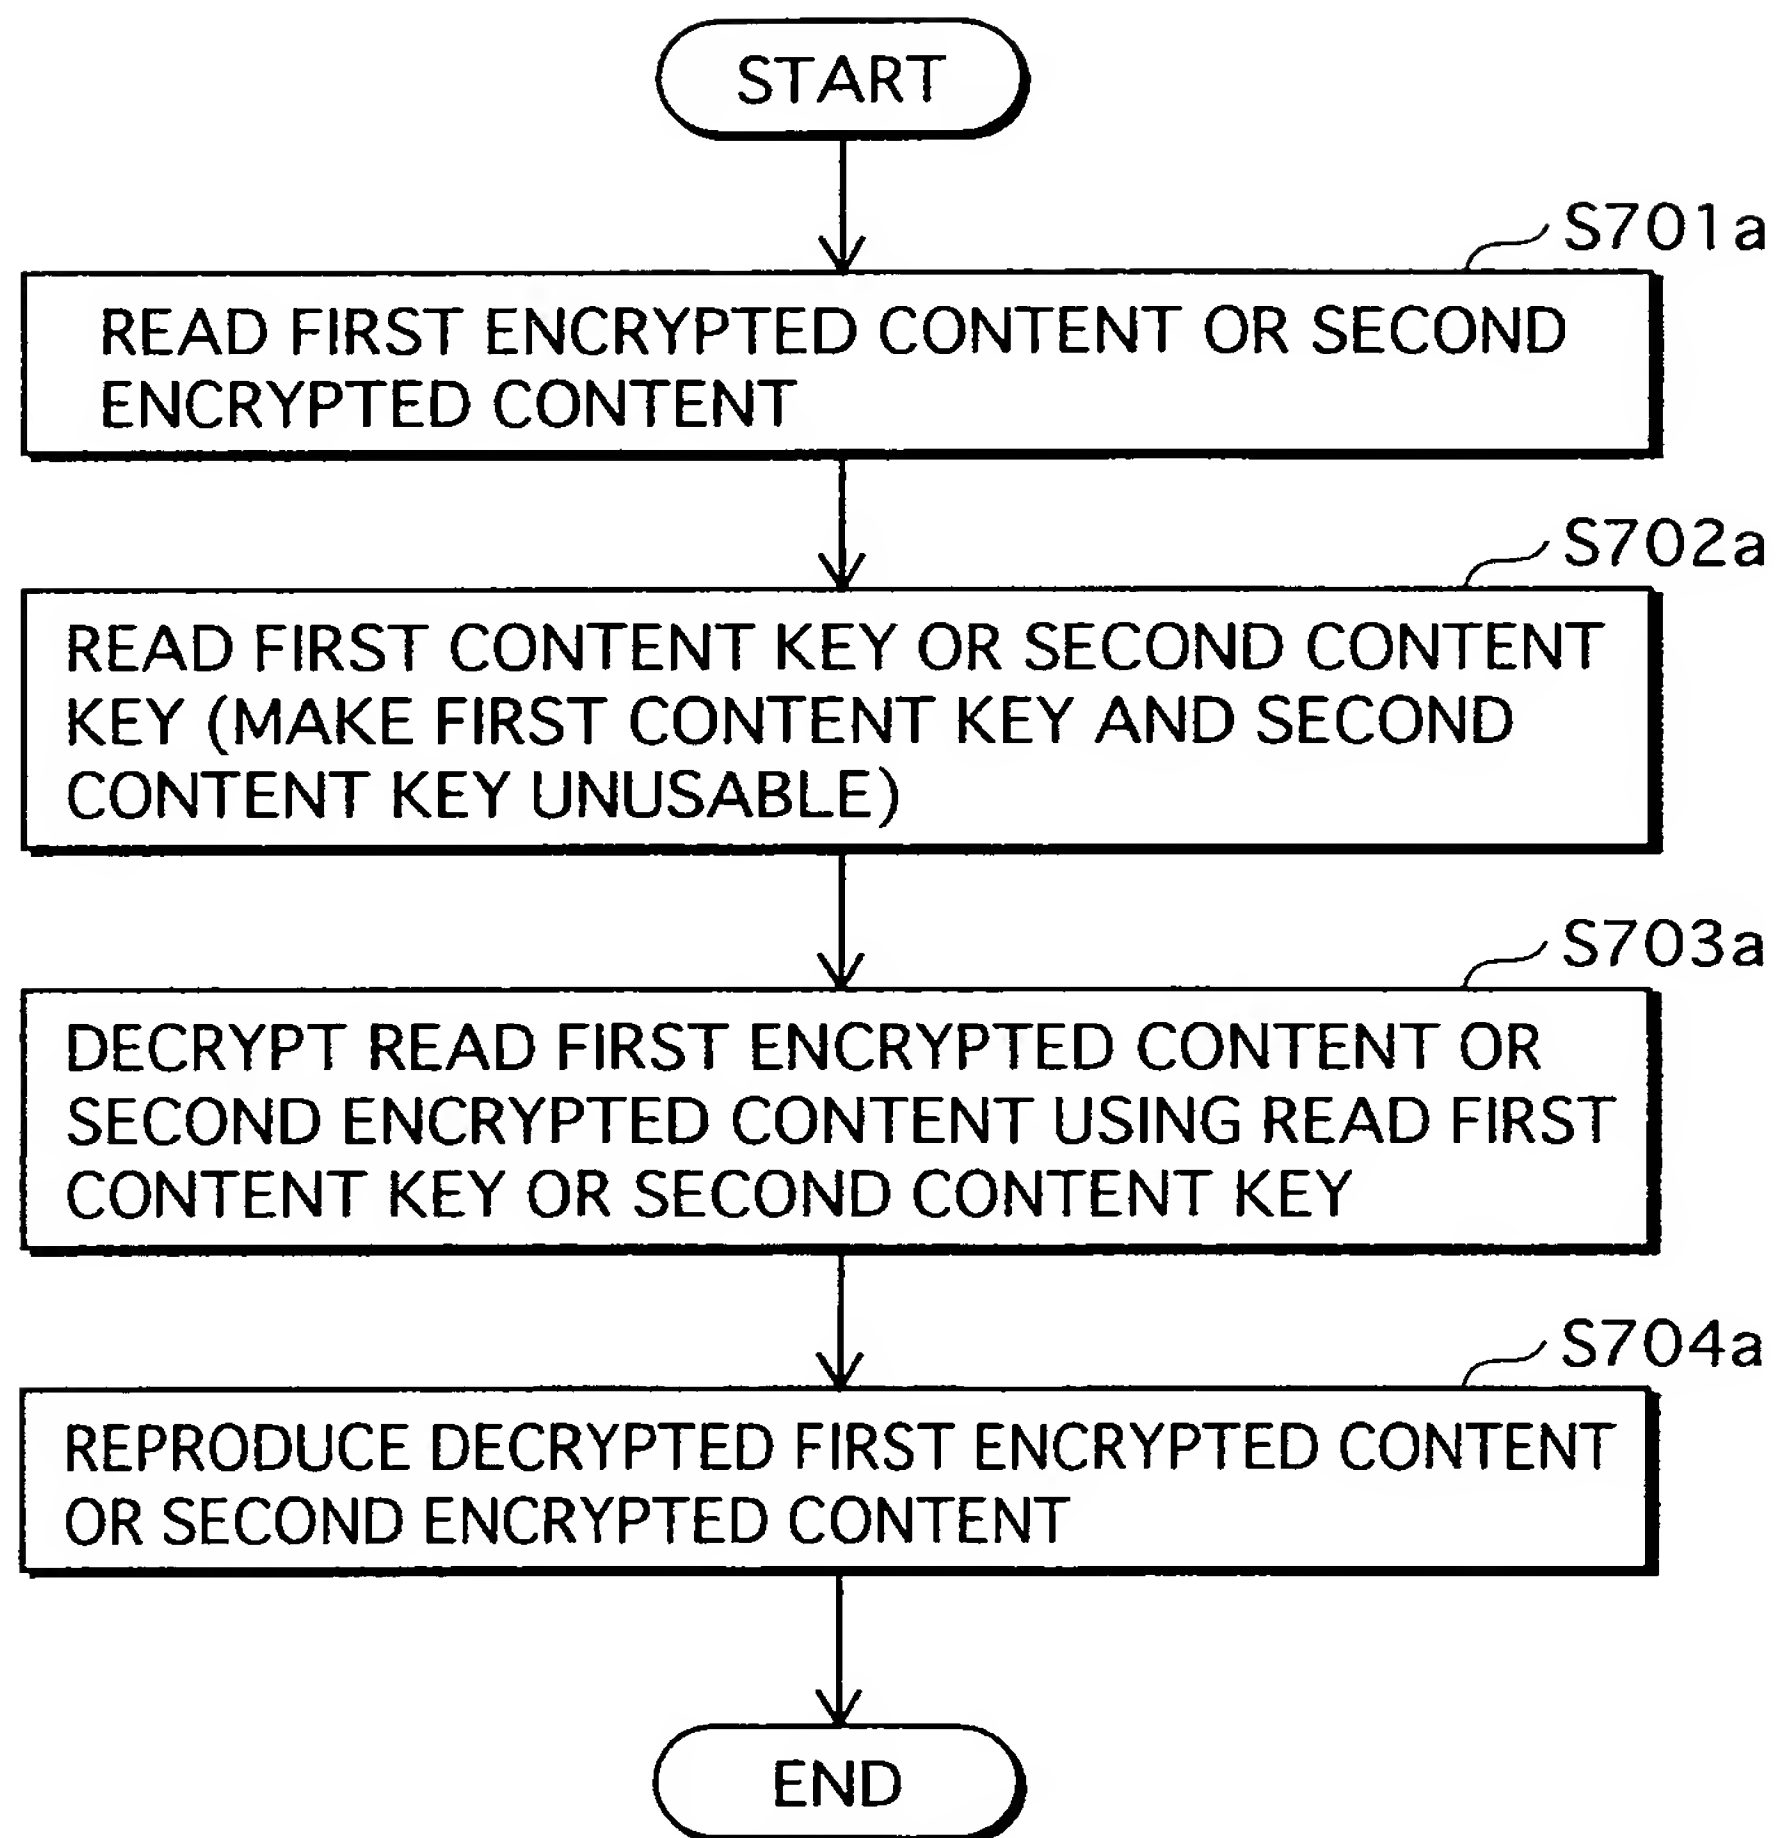 START
S701a
READ FIRST ENCRYPTED CONTENT OR SECOND
ENCRYPTED CONTENT
S702a
READ FIRST CONTENT KEY OR SECOND CONTENT
KEY (MAKE FIRST CONTENT KEY AND SECOND
CONTENT KEY UNUSABLE)
S703a
DECRYPT READ FIRST ENCRYPTED CONTENT OR
SECOND ENCRYPTED CONTENT USING READ FIRST
CONTENT KEY OR SECOND CONTENT KEY
S704a
REPRODUCE DECRYPTED FIRST ENCRYPTED CONTENT
OR SECOND ENCRYPTED CONTENT
END